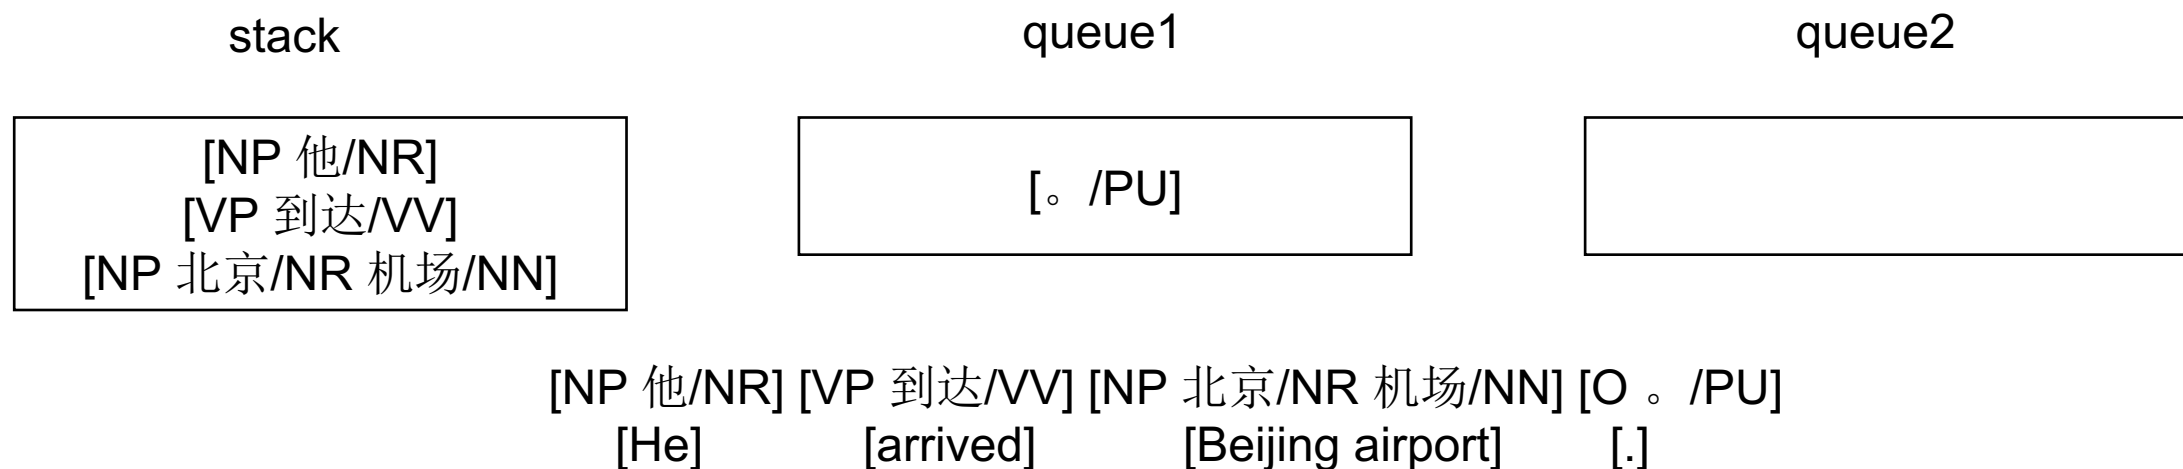 stack queue1 queue2
[NP 他/NR]
[VP 到达/VV]
[NP 北京/NR 机场/NN]
[。/PU]
[NP 他/NR] [VP 到达/VV] [NP 北京/NR 机场/NN] [O 。/PU]
[He] [arrived] [Beijing airport] [.]